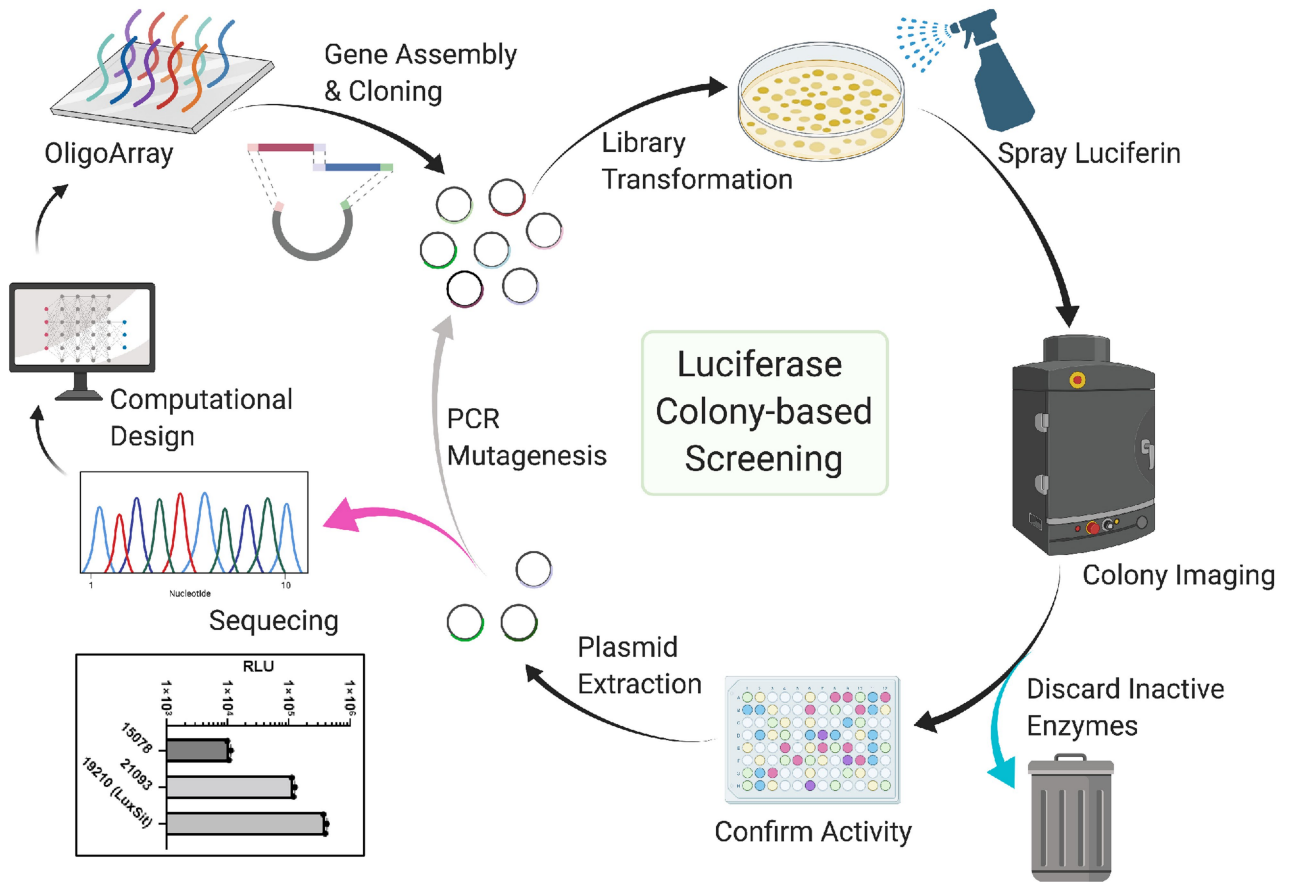 Gene Assembly
& Cloning
OligoArray
Library
Transformation
Spray Luciferin
Luciferase
Colony-based
Screening
Computational
Design
PCR
Mutagenesis
1
10
Nucleotide
Sequecing
Colony Imaging
Plasmid
Extraction
Discard Inactive
Enzymes
Confirm Activity
RLU
1×10³
1×10⁴
1×10⁵
1×10⁶
15078
21093
19210 (LuxSit)